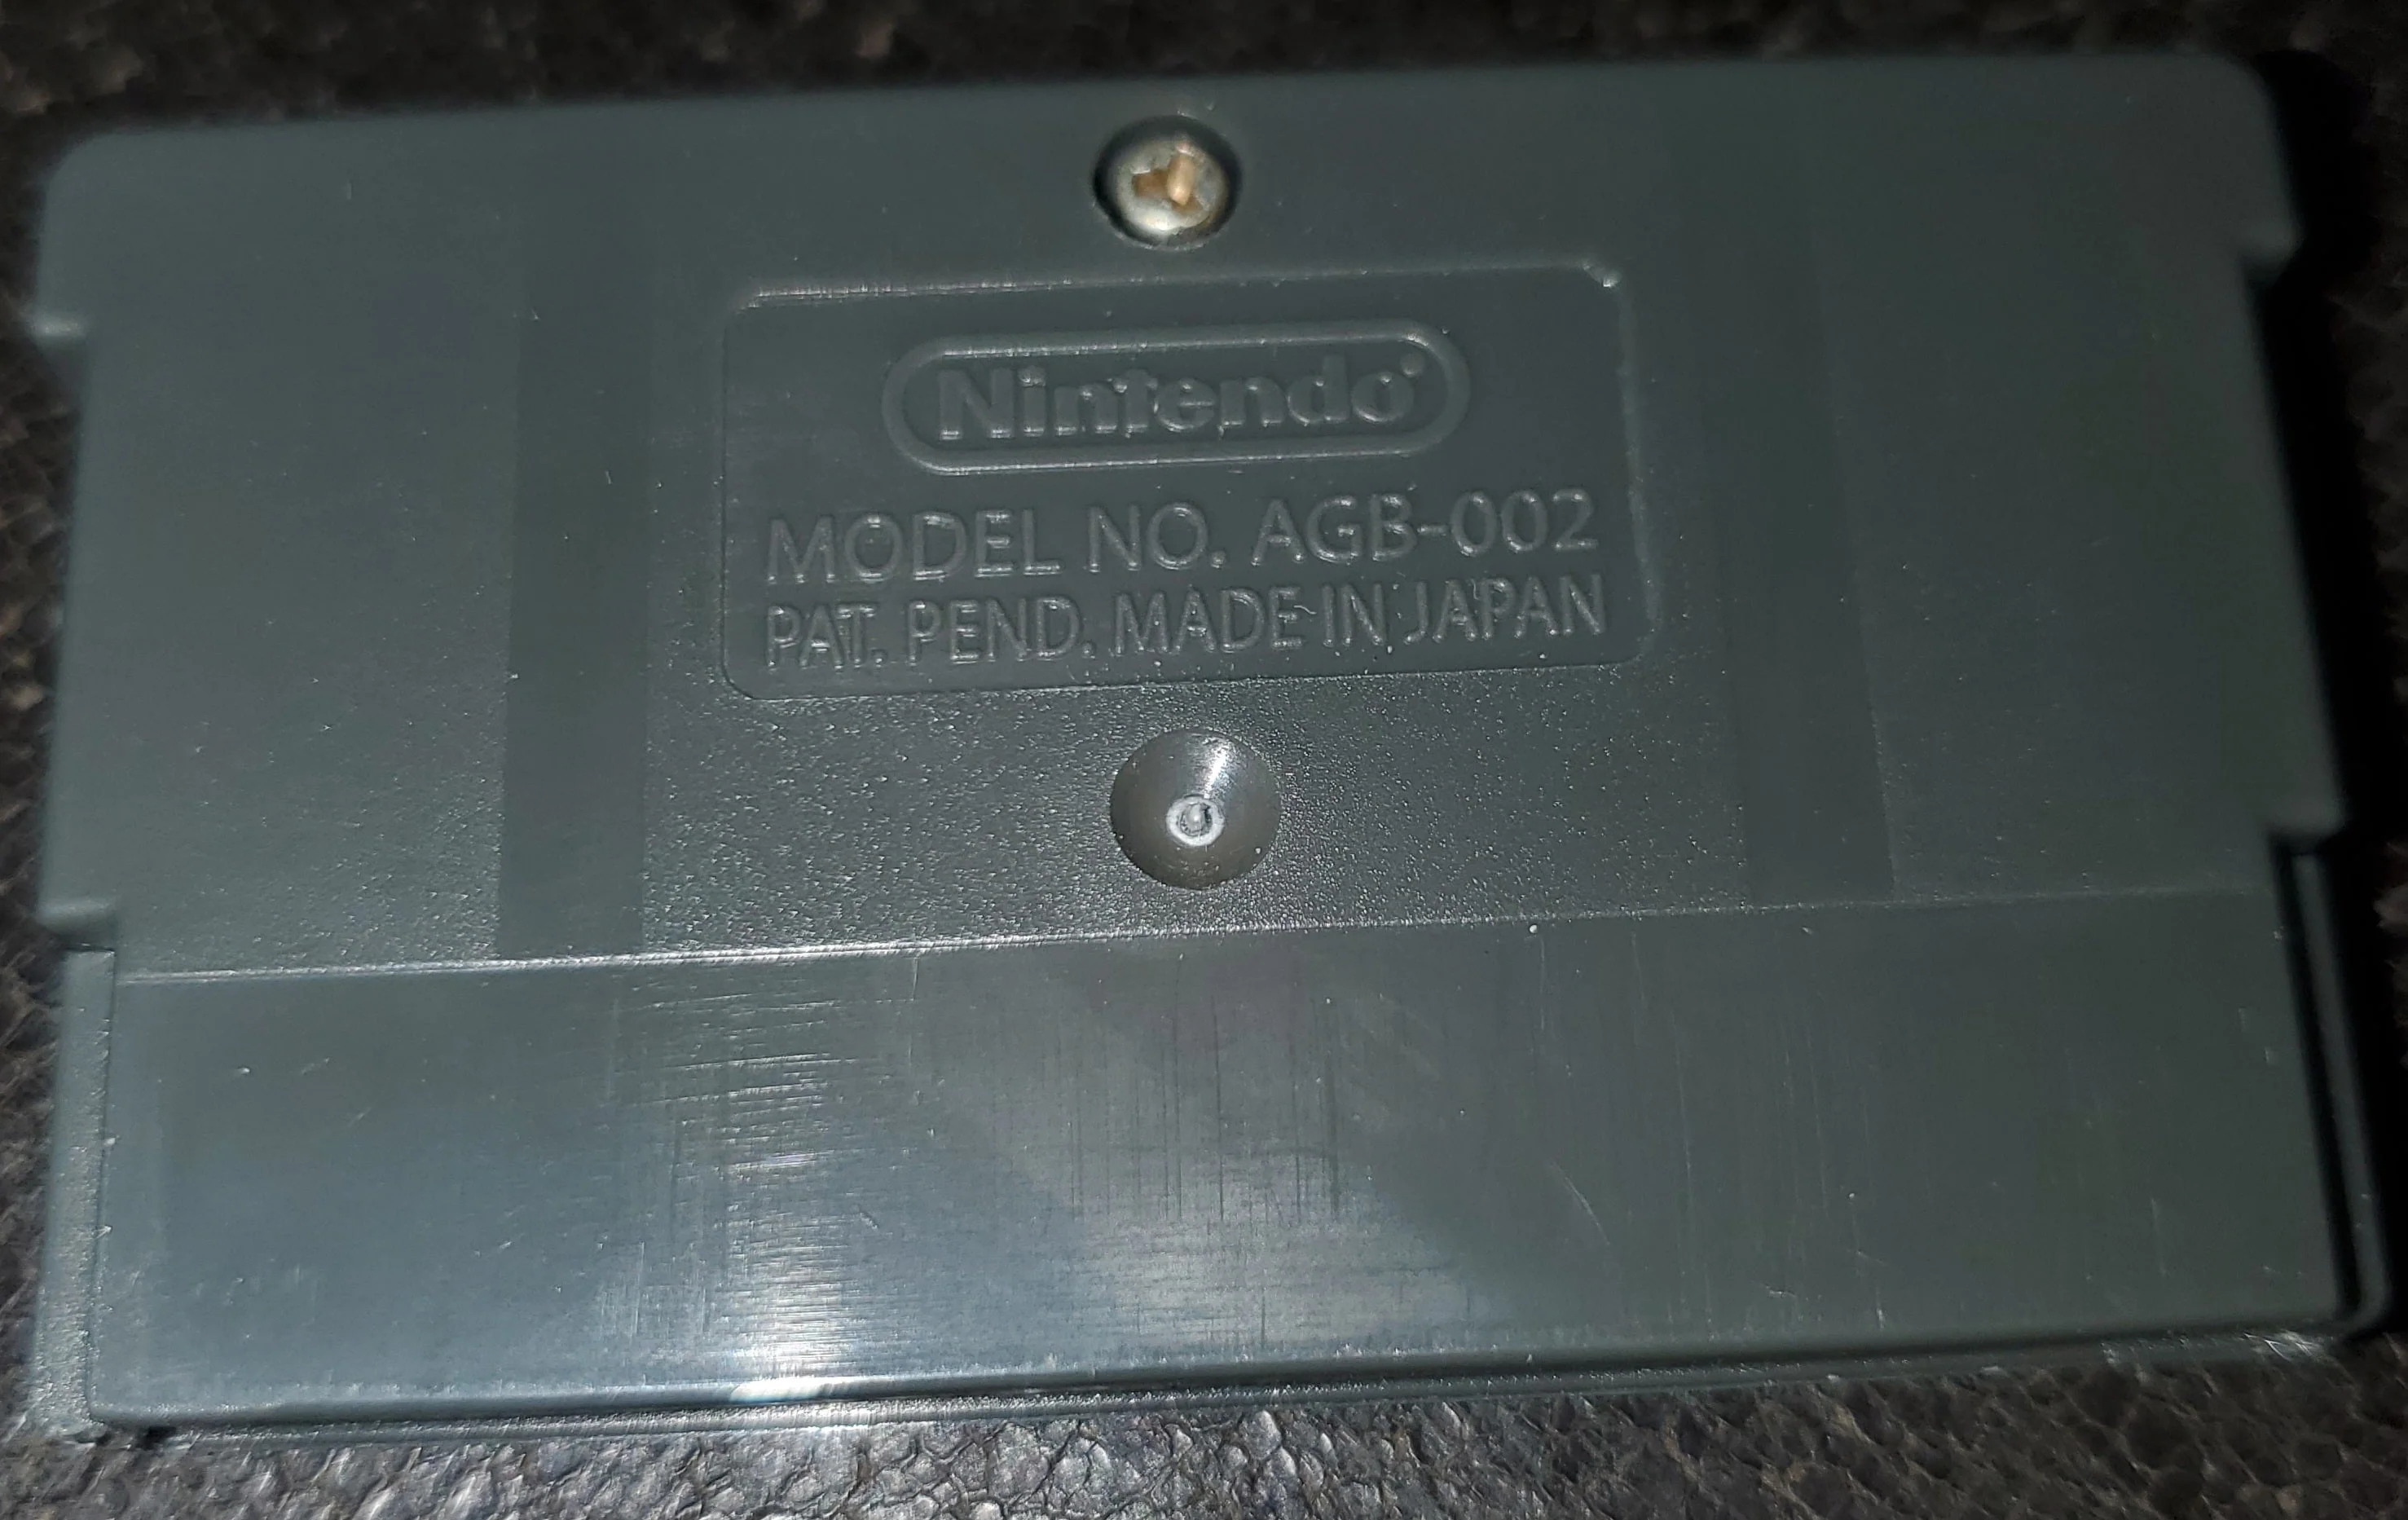 Nintendo
MODEL NO. AGB-002
PAT. PEND. MADE IN JAPAN